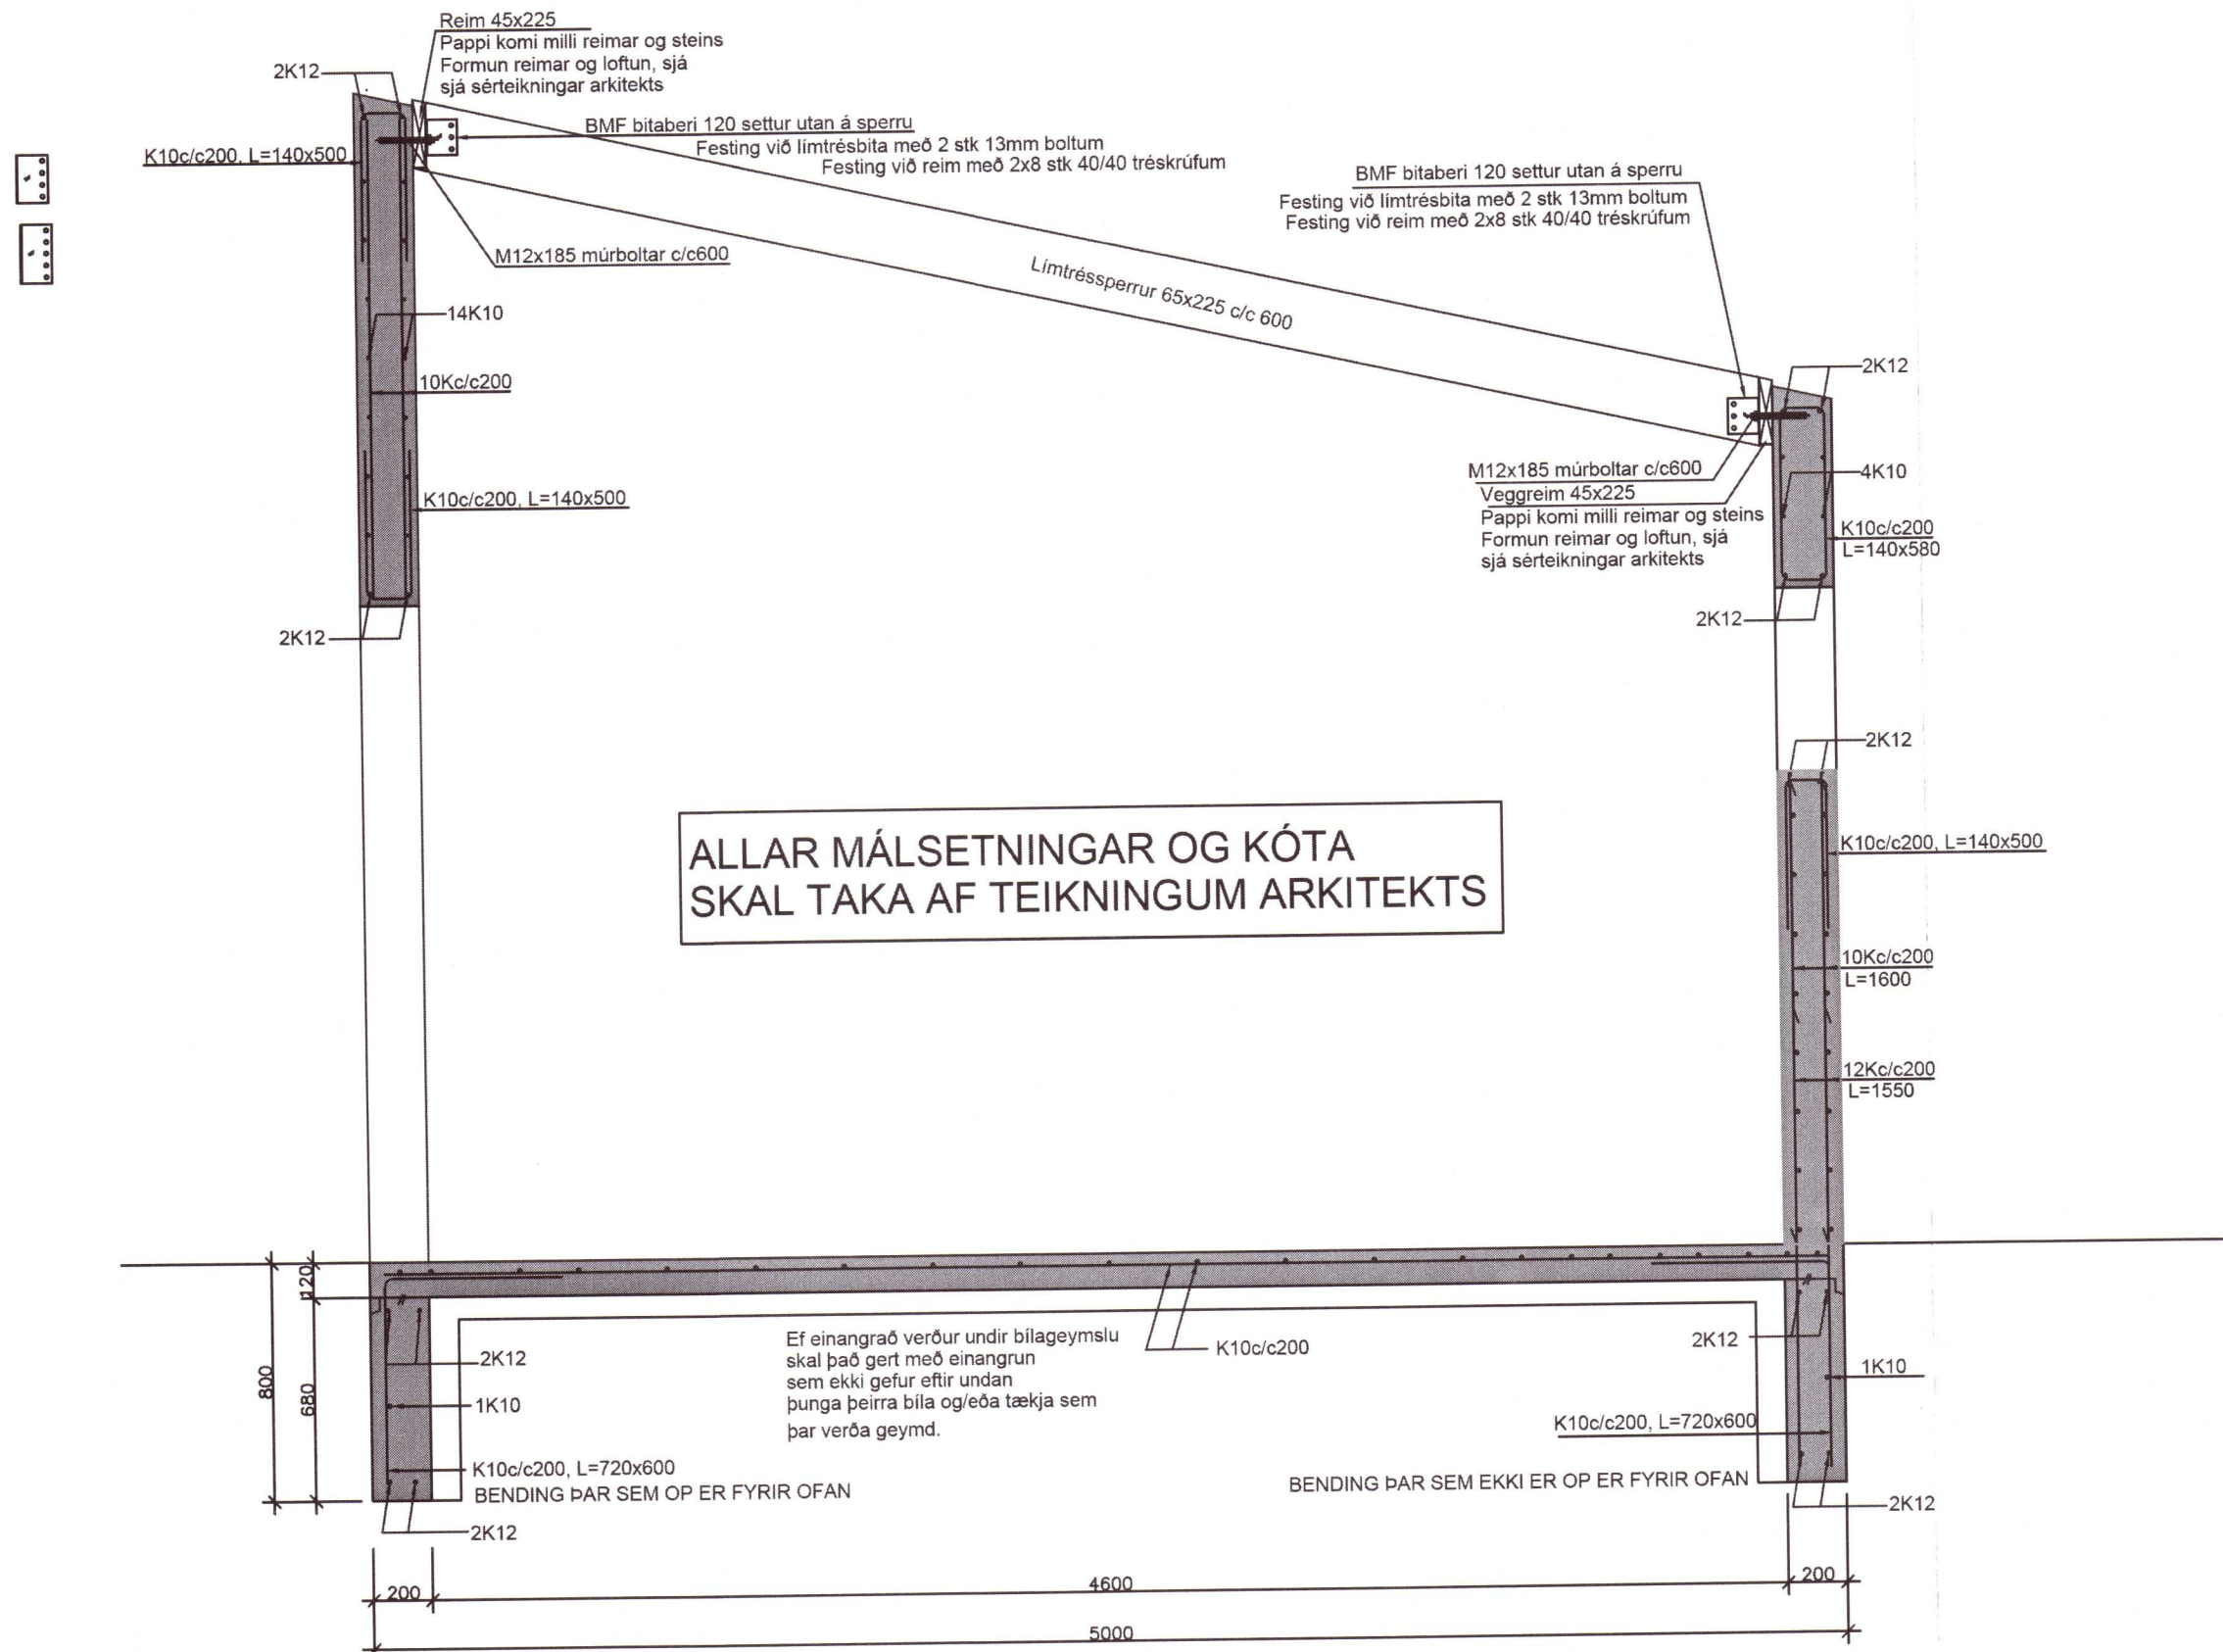 Reim 45x225
Pappi komi milli reimar og steins
Formun reimar og loftun, sjá
sjá sérteikningar arkitekts
2K12
BMF bitaberi 120 settur utan á sperru
Festing við límtrésbita með 2 stk 13mm boltum
Festing við reim með 2x8 stk 40/40 tréskrúfum
K10c/c200, L=140x500
BMF bitaberi 120 settur utan á sperru
Festing við límtrésbita með 2 stk 13mm boltum
Festing við reim með 2x8 stk 40/40 tréskrúfum
M12x185 múrboltar c/c600
Límtréssperrur 65x225 c/c 600
14K10
10Kc/c200
2K12
K10c/c200, L=140x500
M12x185 múrboltar c/c600
Veggreim 45x225
Pappi komi milli reimar og steins
Formun reimar og loftun, sjá
sjá sérteikningar arkitekts
4K10
K10c/c200
L=140x580
2K12
2K12
2K12
ALLAR MÁLSETNINGAR OG KÓTA
SKAL TAKA AF TEIKNINGUM ARKITEKTS
K10c/c200, L=140x500
10Kc/c200
L=1600
12Kc/c200
L=1550
120
800
680
2K12
1K10
K10c/c200, L=720x600
BENDING ÞAR SEM OP ER FYRIR OFAN
2K12
Ef einangrað verður undir bílageymslu
skal það gert með einangrun
sem ekki gefur eftir undan
þunga þeirra bíla og/eða tækja sem
þar verða geymd.
K10c/c200
2K12
1K10
K10c/c200, L=720x600
BENDING ÞAR SEM EKKI ER OP ER FYRIR OFAN
2K12
200
4600
200
5000